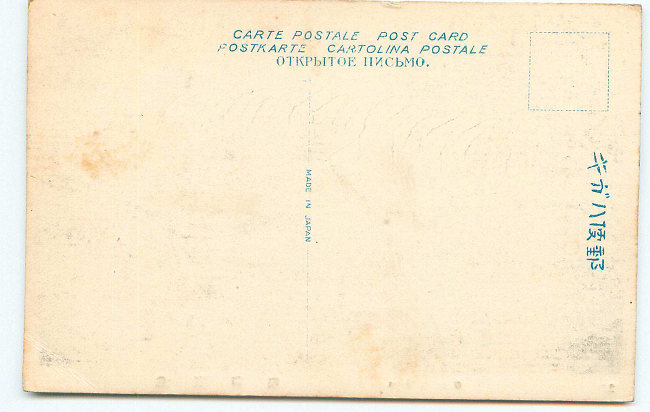 CARTE POSTALE POST CARD
POSTKARTE CARTOLINA POSTALE
ОТКРЫТОЕ ПИСЬМО.
MADE IN JAPAN
キガハ便郵